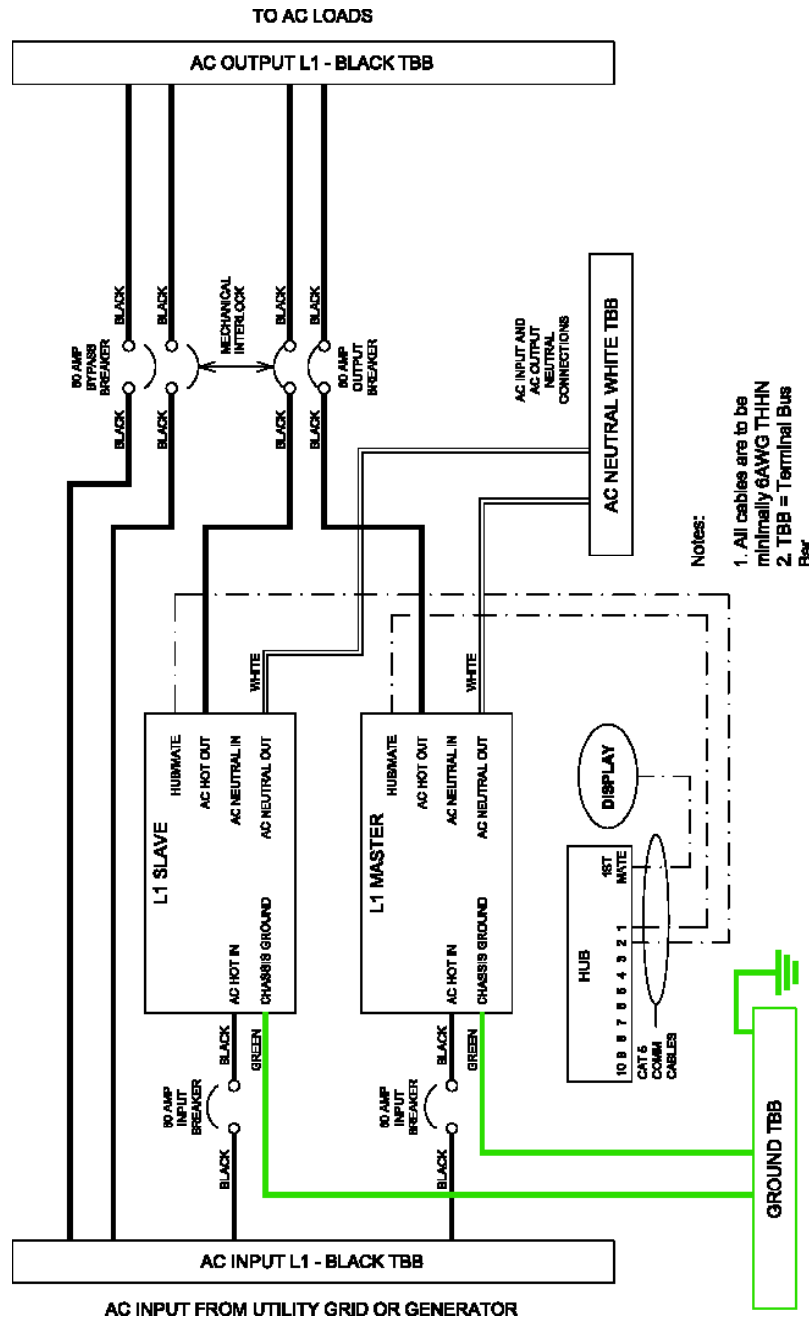 TO AC LOADS
AC OUTPUT L1 - BLACK TBB
BLACK
BLACK
BLACK
BLACK
60 AMP
BYPASS
BREAKER
MECHANICAL
INTERLOCK
60 AMP
OUTPUT
BREAKER
BLACK
BLACK
BLACK
BLACK
AC INPUT AND
AC OUTPUT
NEUTRAL
CONNECTIONS
AC NEUTRAL WHITE TBB
Notes:
1. All cables are to be
minimally 6AWG THHN
2. TBB = Terminal Bus
Bar
WHITE
WHITE
L1 SLAVE
HUB/MATE
AC HOT OUT
AC NEUTRAL IN
AC NEUTRAL OUT
AC HOT IN
CHASSIS GROUND
L1 MASTER
HUB/MATE
AC HOT OUT
AC NEUTRAL IN
AC NEUTRAL OUT
AC HOT IN
CHASSIS GROUND
DISPLAY
HUB
1ST
MATE
10 9 8 7 6 5 4 3 2 1
CAT 5
COMM
CABLES
BLACK
GREEN
BLACK
GREEN
60 AMP
INPUT
BREAKER
60 AMP
INPUT
BREAKER
BLACK
BLACK
GROUND TBB
AC INPUT L1 - BLACK TBB
AC INPUT FROM UTILITY GRID OR GENERATOR